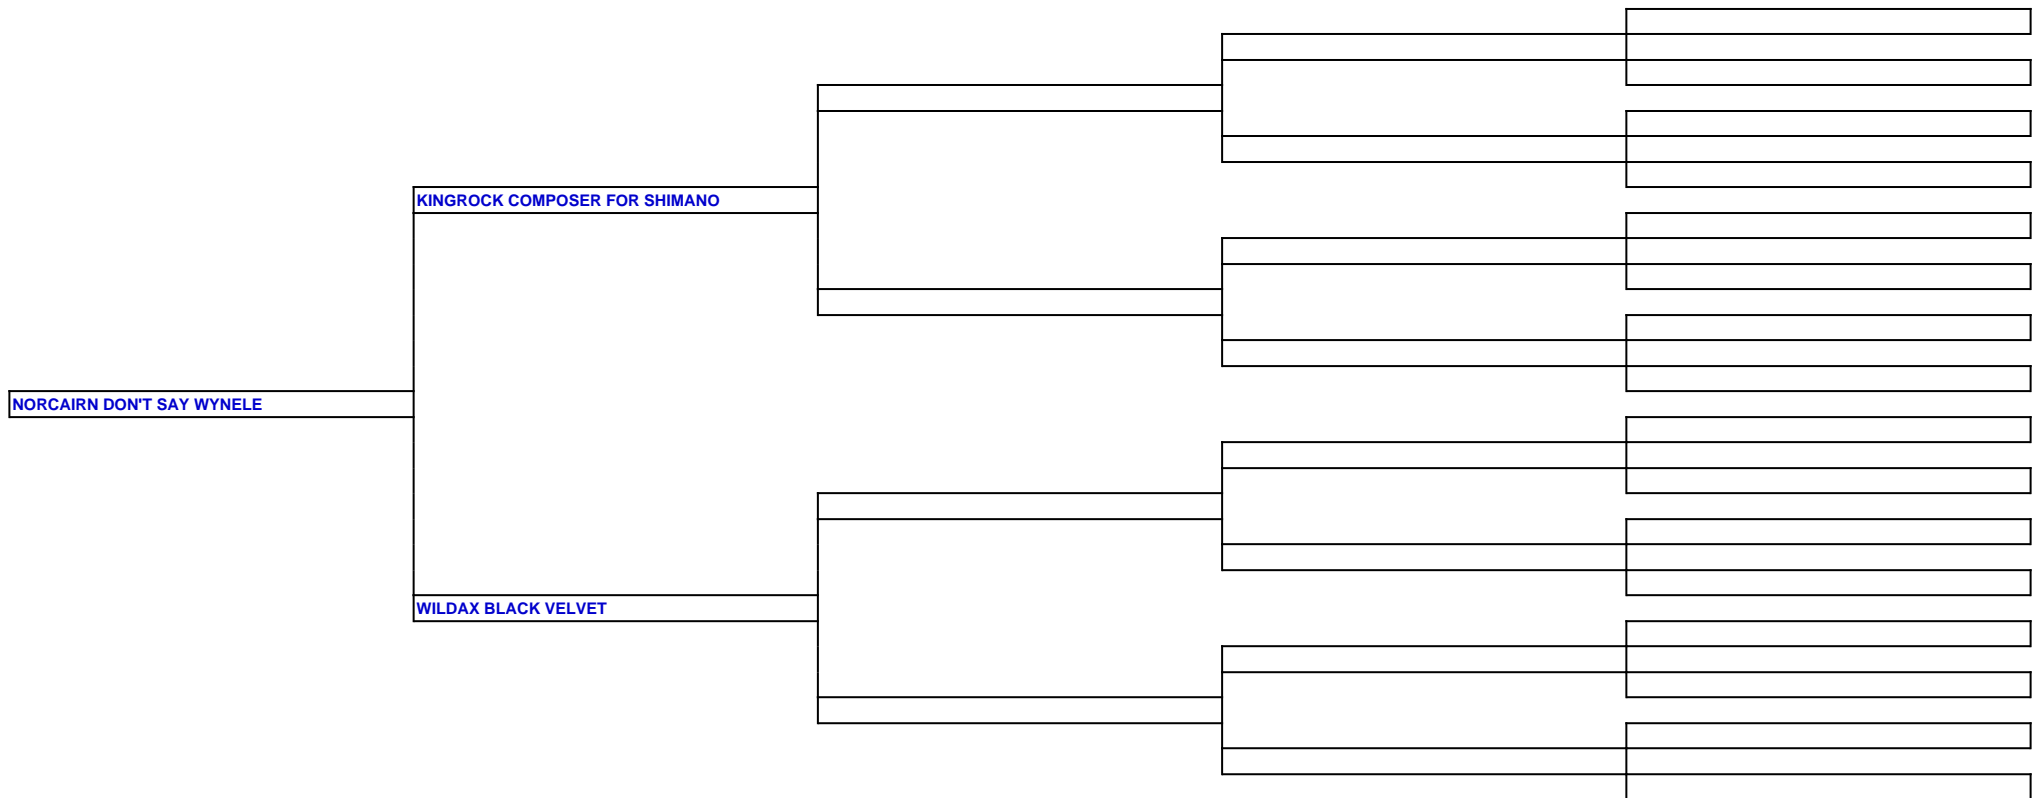 KINGROCK COMPOSER FOR SHIMANO
NORCAIRN DON'T SAY WYNELE
WILDAX BLACK VELVET